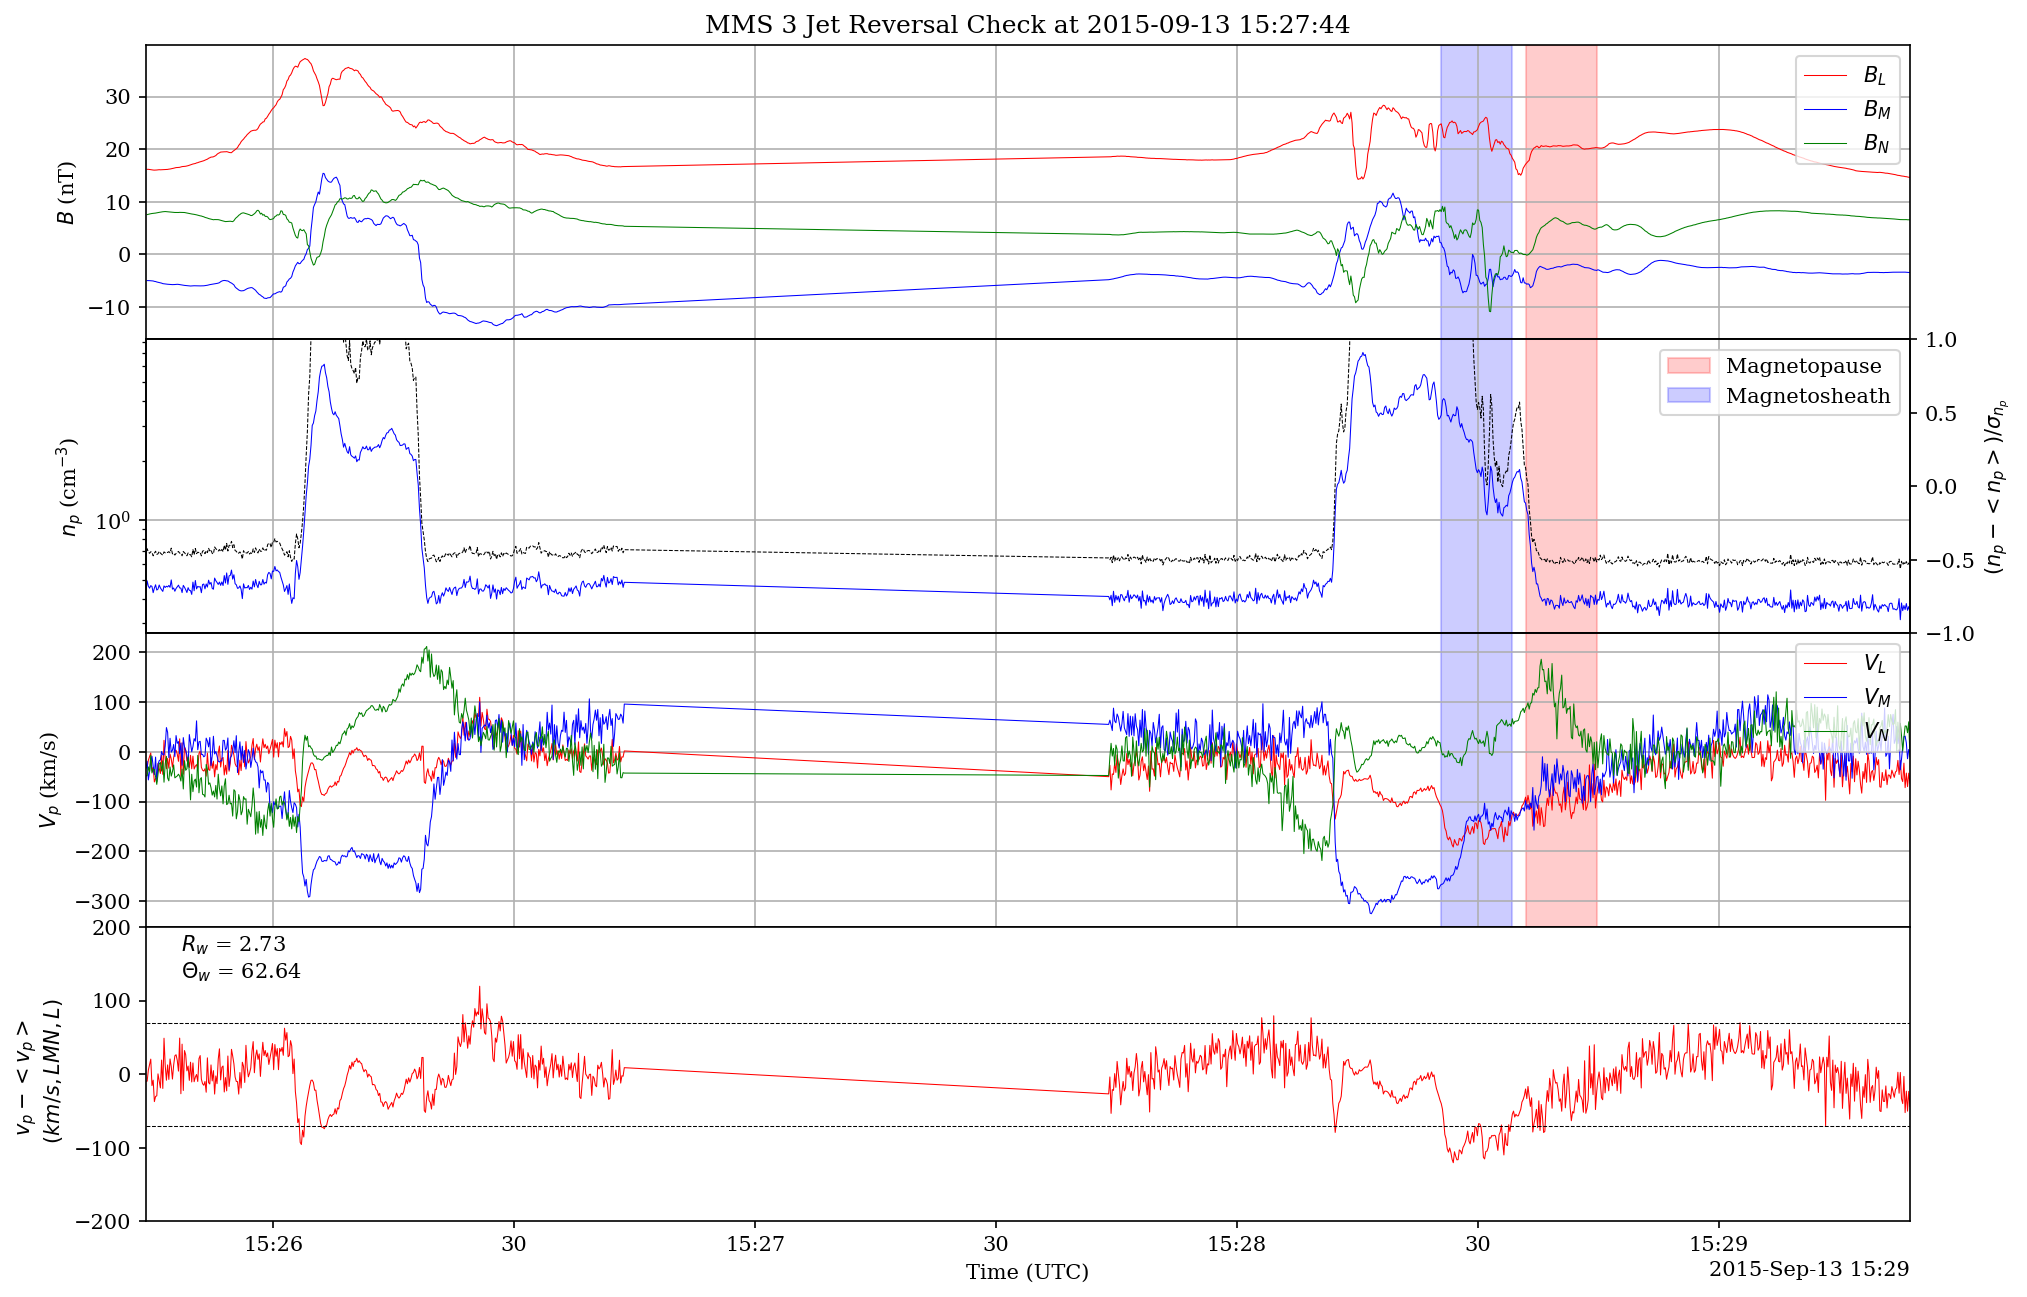 MMS 3 Jet Reversal Check at 2015-09-13 15:27:44
B (nT)
30
20
10
0
−10
B_L
B_M
B_N
n_p (cm^{−3})
10^0
Magnetopause
Magnetosheath
1.0
0.5
0.0
−0.5
−1.0
(n_p − < n_p >)/σ_{n_p}
V_p (km/s)
200
100
0
−100
−200
−300
V_L
V_M
V_N
v_p − < v_p >
(km/s, LMN, L)
200
100
0
−100
−200
R_w = 2.73
Θ_w = 62.64
15:26 30 15:27 30 15:28 30 15:29
Time (UTC)
2015-Sep-13 15:29